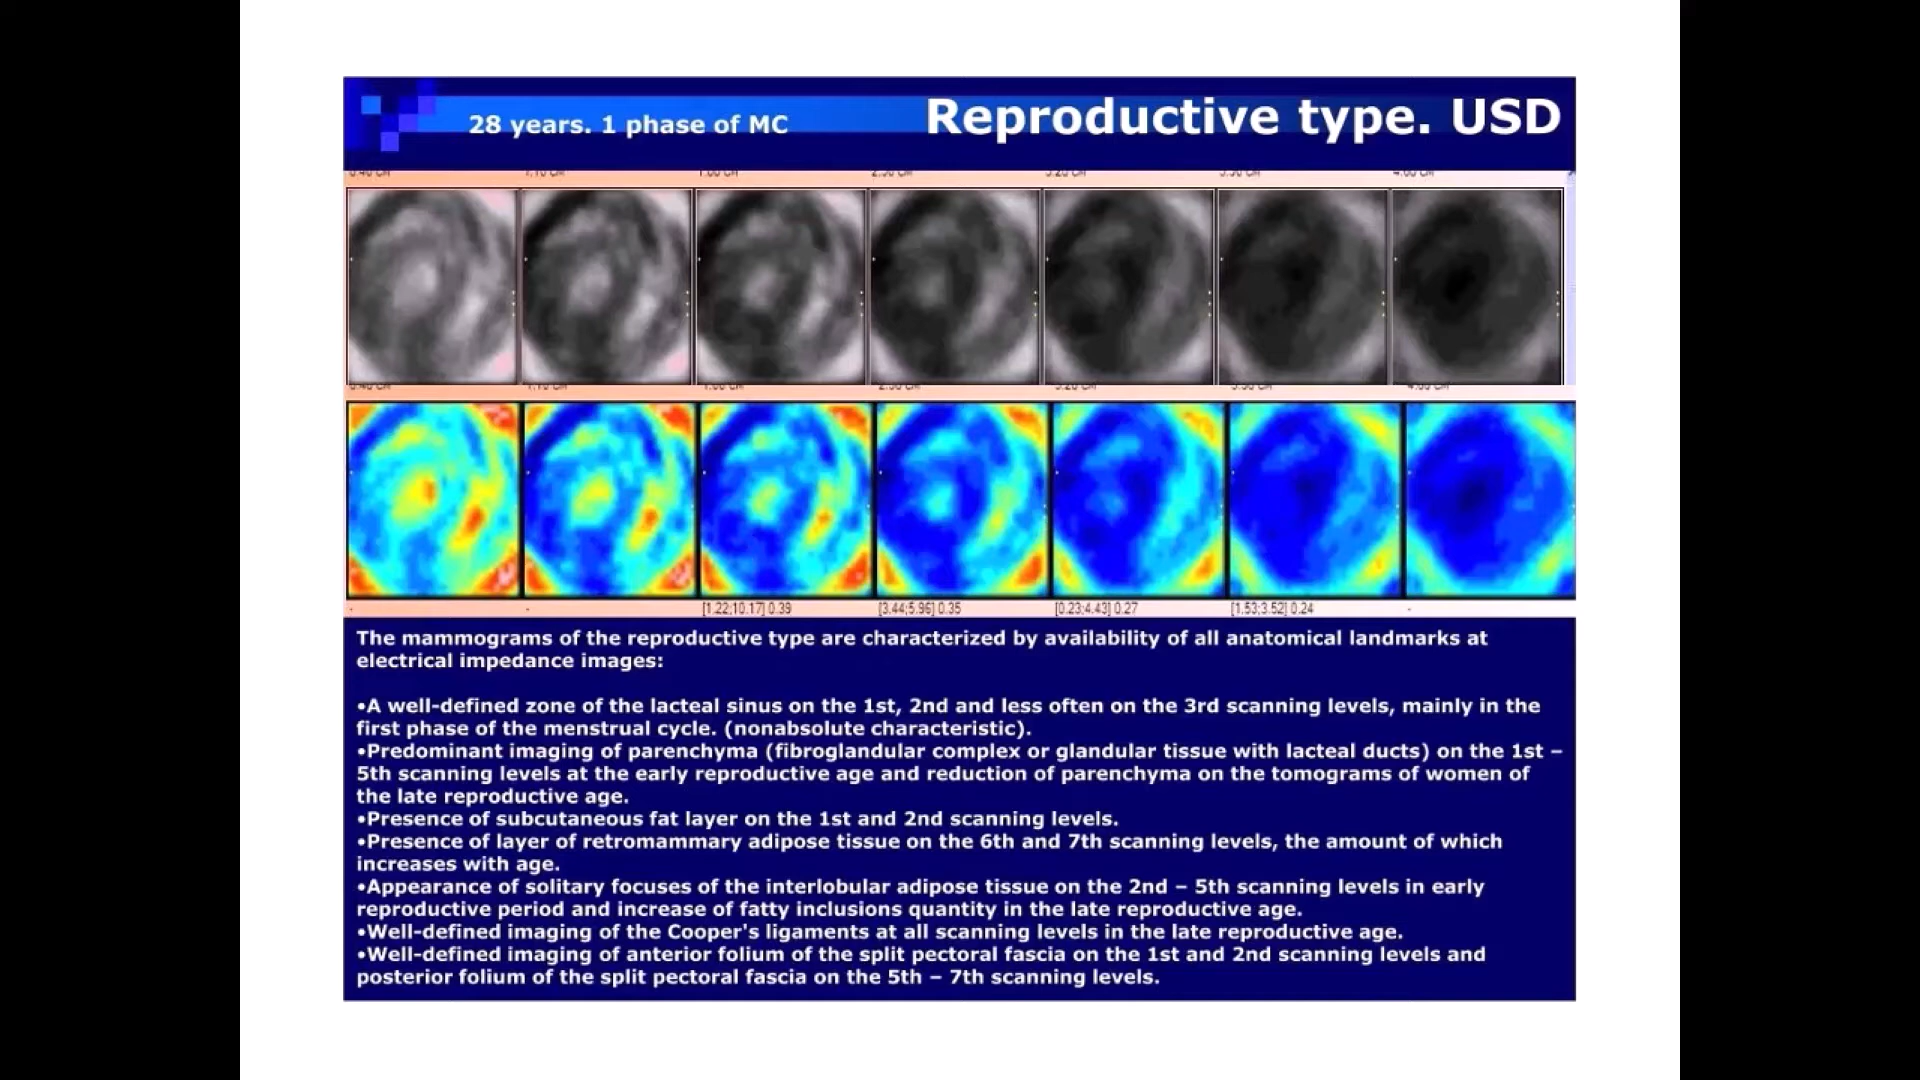 28 years. 1 phase of MC
Reproductive type. USD
[1.22;10.17] 0.39
[3.44;5.96] 0.35
[0.23;4.43] 0.27
[1.53;3.52] 0.24
The mammograms of the reproductive type are characterized by availability of all anatomical landmarks at
electrical impedance images:
•A well-defined zone of the lacteal sinus on the 1st, 2nd and less often on the 3rd scanning levels, mainly in the
first phase of the menstrual cycle. (nonabsolute characteristic).
•Predominant imaging of parenchyma (fibroglandular complex or glandular tissue with lacteal ducts) on the 1st –
5th scanning levels at the early reproductive age and reduction of parenchyma on the tomograms of women of
the late reproductive age.
•Presence of subcutaneous fat layer on the 1st and 2nd scanning levels.
•Presence of layer of retromammary adipose tissue on the 6th and 7th scanning levels, the amount of which
increases with age.
•Appearance of solitary focuses of the interlobular adipose tissue on the 2nd – 5th scanning levels in early
reproductive period and increase of fatty inclusions quantity in the late reproductive age.
•Well-defined imaging of the Cooper's ligaments at all scanning levels in the late reproductive age.
•Well-defined imaging of anterior folium of the split pectoral fascia on the 1st and 2nd scanning levels and
posterior folium of the split pectoral fascia on the 5th – 7th scanning levels.